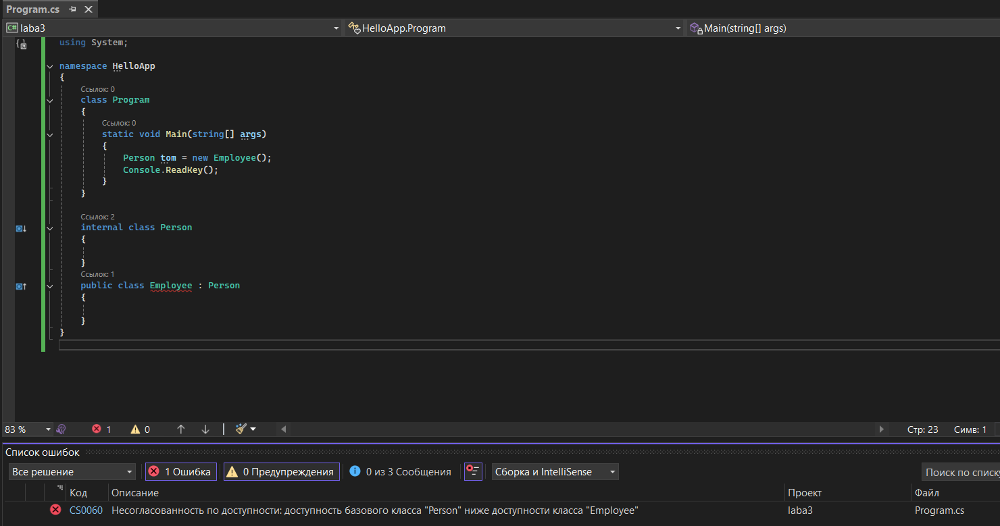 Program.cs
C# laba3 HelloApp.Program Main(string[] args)
using System;
namespace HelloApp
{
Ссылок: 0
class Program
{
Ссылок: 0
static void Main(string[] args)
{
Person tom = new Employee();
Console.ReadKey();
}
}
Ссылок: 2
internal class Person
{
}
Ссылок: 1
public class Employee : Person
{
}
}
83 % 1 0 Стр: 23 Симв: 1
Список ошибок
Все решение 1 Ошибка 0 Предупреждения 0 из 3 Сообщения Сборка и IntelliSense Поиск по списку
Код Описание Проект Файл
CS0060 Несогласованность по доступности: доступность базового класса "Person" ниже доступности класса "Employee" laba3 Program.cs